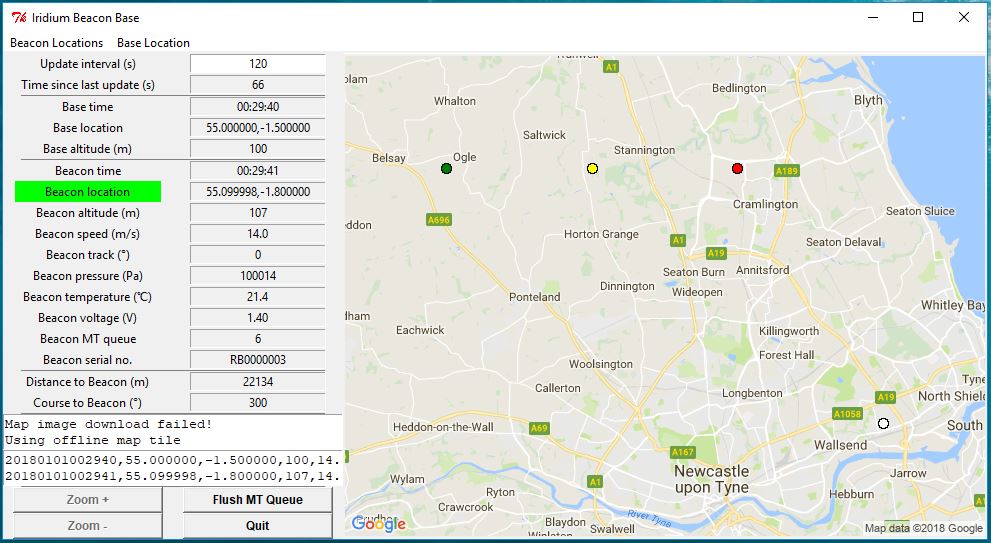 Iridium Beacon Base
Beacon Locations Base Location
Update interval (s) 120
Time since last update (s) 66
Base time 00:29:40
Base location 55.000000,-1.500000
Base altitude (m) 100
Beacon time 00:29:41
Beacon location 55.099998,-1.800000
Beacon altitude (m) 107
Beacon speed (m/s) 14.0
Beacon track (°) 0
Beacon pressure (Pa) 100014
Beacon temperature (℃) 21.4
Beacon voltage (V) 1.40
Beacon MT queue 6
Beacon serial no. RB0000003
Distance to Beacon (m) 22134
Course to Beacon (°) 300
Map image download failed!
Using offline map tile
20180101002940,55.000000,-1.500000,100,14.
20180101002941,55.099998,-1.800000,107,14.
Zoom + Flush MT Queue
Zoom - Quit
olam
A1
Bedlington
Whalton
Blyth
Saltwick
Stannington
Belsay
Ogle
A189
Cramlington
Seaton Sluice
A696
ddon
Horton Grange
A1
Seaton Delaval
A19
Seaton Burn
Annitsford
Dinnington
Wideopen
Ponteland
Whitley Bay
dham
Eachwick
Killingworth
Forest Hall
Woolsington
Callerton
Longbenton
Tyne
A19
North Shiel
A1058
Heddon-on-the-Wall
A69
South
Wallsend
A167
Newcastle
upon Tyne
Wylam
A1
Hebburn
Ryton
Jarrow
Crawcrook
Prudhoe
River Tyne
Blaydon
Gateshead
Swalwell
Google
Map data ©2018 Google